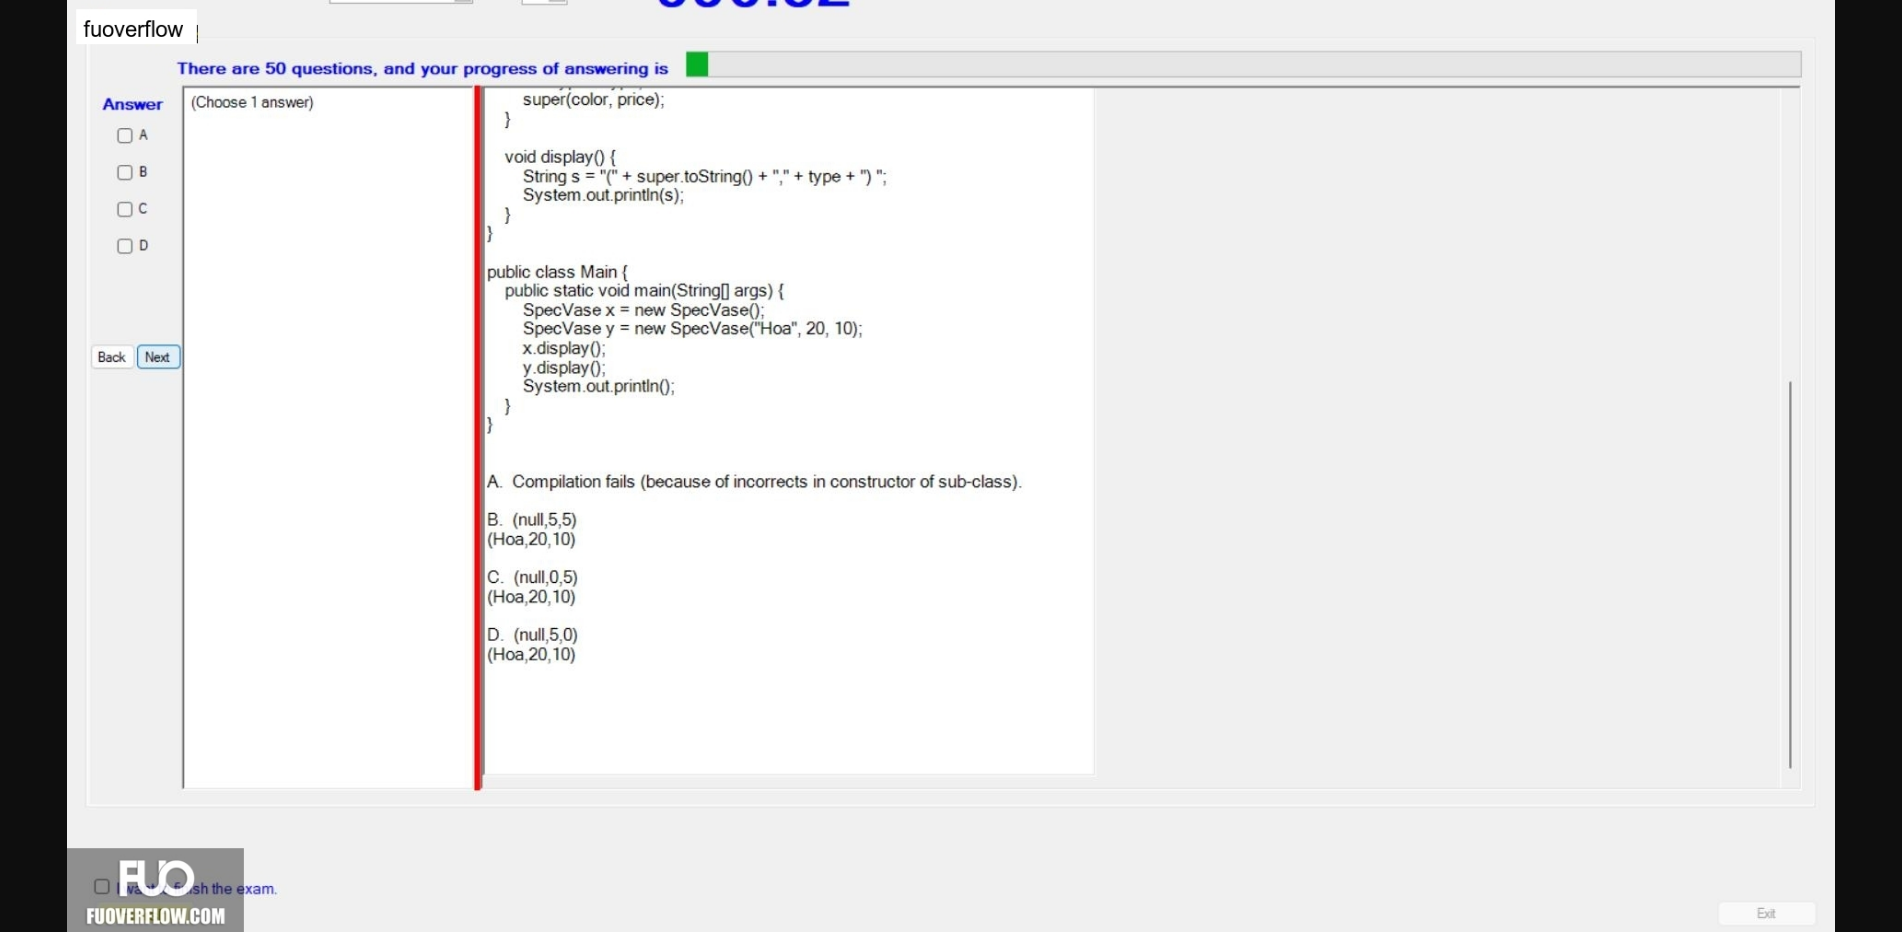 fuoverflow
There are 50 questions, and your progress of answering is
Answer
(Choose 1 answer)
A
B
C
D
Back
Next
super(color, price);
}
void display() {
String s = "(" + super.toString() + "," + type + ") ";
System.out.println(s);
}
}
public class Main {
public static void main(String[] args) {
SpecVase x = new SpecVase();
SpecVase y = new SpecVase("Hoa", 20, 10);
x.display();
y.display();
System.out.println();
}
}
A. Compilation fails (because of incorrects in constructor of sub-class).
B. (null,5,5)
(Hoa,20,10)
C. (null,0,5)
(Hoa,20,10)
D. (null,5,0)
(Hoa,20,10)
FUO
I want finish the exam.
FUOVERFLOW.COM
Exit